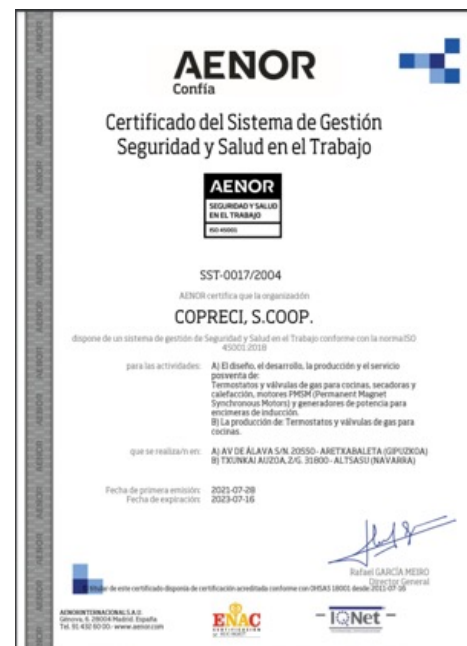 AENOR
Confía
Certificado del Sistema de Gestión
Seguridad y Salud en el Trabajo
AENOR
SEGURIDAD Y SALUD
EN EL TRABAJO
ISO 45001
SST-0017/2004
AENOR certifica que la organización
COPRECI, S.COOP.
dispone de un sistema de gestión de Seguridad y Salud en el Trabajo conforme con la norma ISO
45001:2018
para las actividades:
A) El diseño, el desarrollo, la producción y el servicio
posventa de:
Termostatos y válvulas de gas para cocinas, secadoras y
calefacción, motores PMSM (Permanent Magnet
Synchronous Motors) y generadores de potencia para
encimeras de inducción.
B) La producción de: Termostatos y válvulas de gas para
cocinas.
que se realiza/n en:
A) AV DE ÁLAVA S/N. 20550 - ARETXABALETA (GIPUZKOA)
B) TXUNKAI AUZOA, 2/G. 31800 - ALTSASU (NAVARRA)
Fecha de primera emisión: 2021-07-28
Fecha de expiración: 2023-07-16
Rafael GARCÍA MEIRO
Director General
El titular de este certificado disponía de certificación acreditada conforme con OHSAS 18001 desde 2011-07-16
AENOR INTERNACIONAL S.A.U.
Génova, 6. 28004 Madrid. España
Tel. 91 432 60 00.- www.aenor.com
ENAC
CERTIFICACIÓN
IQNet